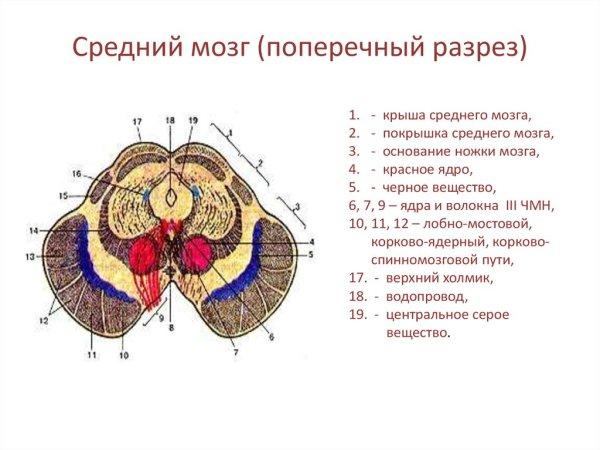 Средний мозг (поперечный разрез)
17 18 19
1
2
16
3
15
14
4
13
5
12
9
6
8
7
11 10
1. - крыша среднего мозга,
2. - покрышка среднего мозга,
3. - основание ножки мозга,
4. - красное ядро,
5. - черное вещество,
6, 7, 9 – ядра и волокна III ЧМН,
10, 11, 12 – лобно-мостовой,
корково-ядерный, корково-
спинномозговой пути,
17. - верхний холмик,
18. - водопровод,
19. - центральное серое
вещество.